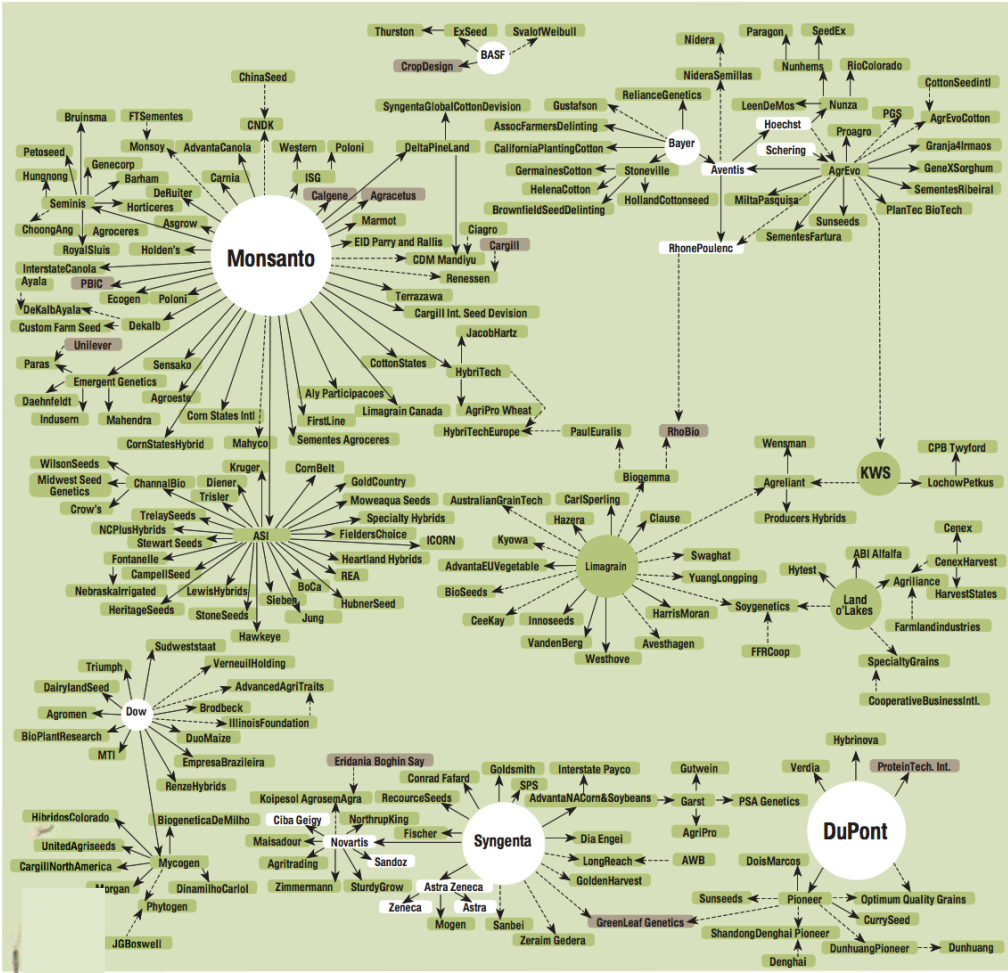 Thurston
ExSeed
SvalofWeibull
BASF
CropDesign
Nidera
NideraSemillas
Paragon
SeedEx
Nunhems
RioColorado
LeenDeMos
Nunza
CottonSeedintl
PGS
AgrEvoCotton
Hoechst
Proagro
Granja4Irmaos
Schering
GeneXSorghum
AgrEvo
SementesRibeiral
MiltaPasquisa
PlanTec BioTech
Sunseeds
SementesFartura
RhonePoulenc
Aventis
Bayer
RelianceGenetics
Gustafson
AssocFarmersDelinting
CaliforniaPlantingCotton
GermainesCotton
Stoneville
HelenaCotton
HollandCottonseed
BrownfieldSeedDelinting
ChinaSeed
CNDK
SyngentaGlobalCottonDivision
DeltaPineLand
Bruinsma
FTSementes
Monsoy
AdvantaCanola
Western
Poloni
ISG
Petoseed
Genecorp
Hungnong
Barham
Carnia
Calgene
Agracetus
DeRuiter
Seminis
Horticeres
Marmot
Asgrow
ChoongAng
Agroceres
EID Parry and Rallis
Ciagro
Cargill
RoyalSluis
Holden's
CDM Mandiyu
Monsanto
Renessen
InterstateCanola
Ayala
PBIC
Ecogen
Poloni
Terrazawa
DeKalbAyala
Cargill Int. Seed Division
Custom Farm Seed
Dekalb
JacobHartz
Unilever
Paras
Sensako
CottonStates
HybriTech
Emergent Genetics
Daehnfeldt
Agroeste
Aly Participacoes
AgriPro Wheat
Indusern
Mahendra
Corn States Intl
FirstLine
Limagrain Canada
HybriTechEurope
PaulEuralis
RhoBio
CornStatesHybrid
Mahyco
Sementes Agroceres
Biogemma
Wensman
KWS
CPB Twyford
Agreliant
LochowPetkus
Producers Hybrids
WilsonSeeds
Kruger
CornBelt
Midwest Seed
Genetics
ChannalBio
Diener
GoldCountry
Trisler
Moweaqua Seeds
Crow's
TrelaySeeds
Specialty Hybrids
NCPlusHybrids
ASI
FieldersChoice
ICORN
Stewart Seeds
Fontanelle
Heartland Hybrids
CampellSeed
REA
BoCa
NebraskaIrrigated
LewisHybrids
Sieben
HubnerSeed
HeritageSeeds
StoneSeeds
Jung
Hawkeye
AustralianGrainTech
CarlSperling
Hazera
Clause
Kyowa
AdvantaEUVegetable
Limagrain
Swaghat
YuangLongping
BioSeeds
HarrisMoran
Soygenetics
CeeKay
Innoseeds
VandenBerg
Avesthagen
Westhove
FFRCoop
Cenex
ABI Alfalfa
CenexHarvest
Hytest
Agriliance
HarvestStates
Land
o'Lakes
Farmlandindustries
SpecialtyGrains
CooperativeBusinessIntl.
Sudweststaat
Triumph
VerneuilHolding
DairylandSeed
AdvancedAgriTraits
Dow
Brodbeck
Agromen
IllinoisFoundation
BioPlantResearch
DuoMaize
MTI
EmpresaBrazileira
RenzeHybrids
HibridosColorado
BiogeneticaDeMilho
UnitedAgriseeds
CargillNorthAmerica
Mycogen
Morgan
DinamilhoCarlol
Phytogen
JGBoswell
Eridania Boghin Say
Goldsmith
Interstate Payco
Conrad Fafard
SPS
Koipesol AgrosemAgra
RecourceSeeds
AdvantaNACorn&Soybeans
Gutwein
Garst
PSA Genetics
AgriPro
Ciba Geigy
NorthrupKing
Fischer
Maisadour
Novartis
Syngenta
Dia Engei
Agritrading
Sandoz
LongReach
AWB
Zimmermann
SturdyGrow
Astra Zeneca
GoldenHarvest
Zeneca
Astra
Mogen
Sanbei
GreenLeaf Genetics
Zeraim Gedera
Hybrinova
Verdia
ProteinTech. Int.
DuPont
DoisMarcos
Sunseeds
Pioneer
Optimum Quality Grains
CurrySeed
ShandongDenghai Pioneer
DunhuangPioneer
Dunhuang
Denghai